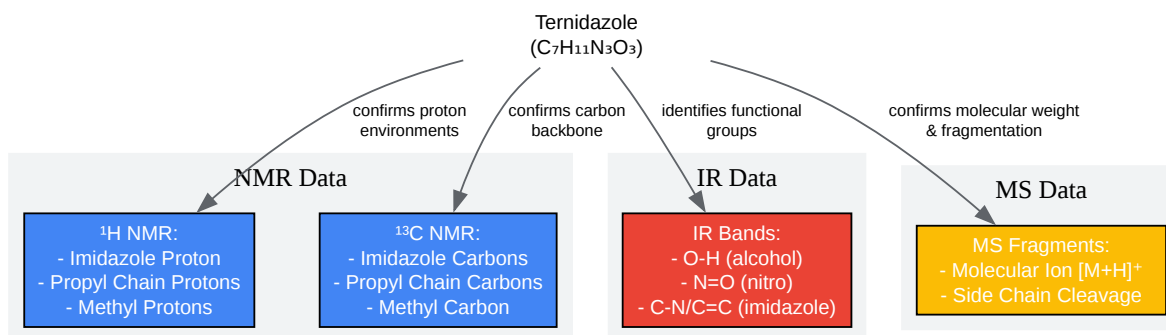 Ternidazole
(C₇H₁₁N₃O₃)
confirms proton
environments
confirms carbon
backbone
identifies functional
groups
confirms molecular weight
& fragmentation
NMR Data
IR Data
MS Data
¹H NMR:
- Imidazole Proton
- Propyl Chain Protons
- Methyl Protons
¹³C NMR:
- Imidazole Carbons
- Propyl Chain Carbons
- Methyl Carbon
IR Bands:
- O-H (alcohol)
- N=O (nitro)
- C-N/C=C (imidazole)
MS Fragments:
- Molecular Ion [M+H]⁺
- Side Chain Cleavage